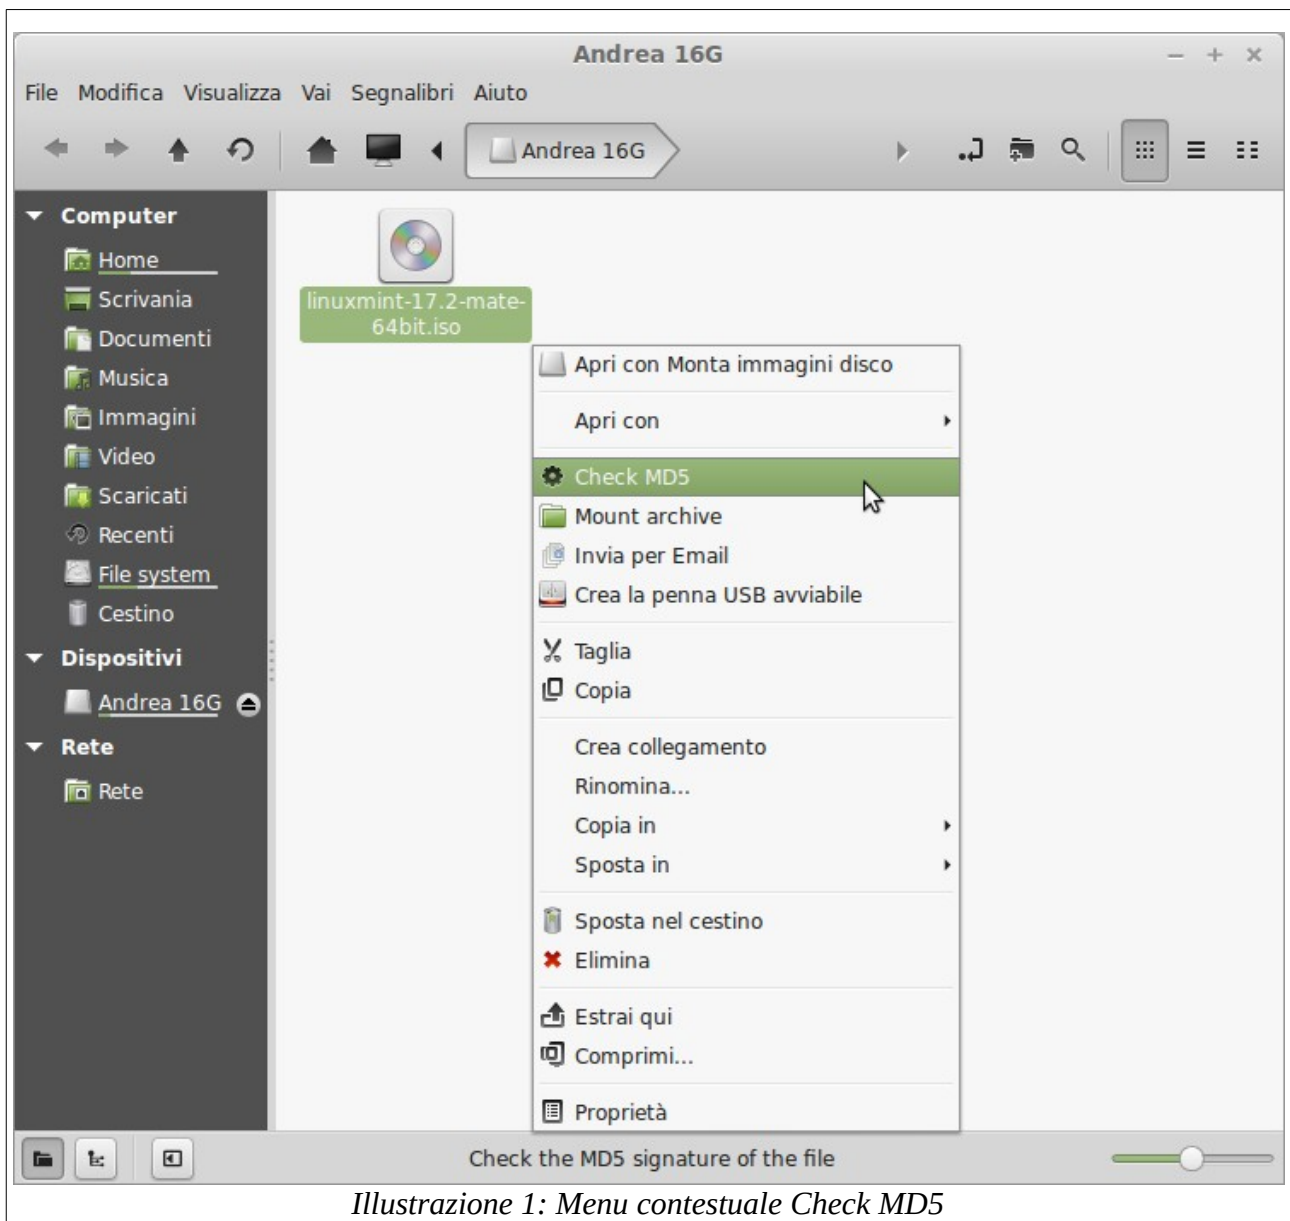 Andrea 16G
File Modifica Visualizza Vai Segnalibri Aiuto
Andrea 16G
Computer
Home
Scrivania
Documenti
Musica
Immagini
Video
Scaricati
Recenti
File system
Cestino
Dispositivi
Andrea 16G
Rete
Rete
linuxmint-17.2-mate-
64bit.iso
Apri con Monta immagini disco
Apri con
Check MD5
Mount archive
Invia per Email
Crea la penna USB avviabile
Taglia
Copia
Crea collegamento
Rinomina...
Copia in
Sposta in
Sposta nel cestino
Elimina
Estrai qui
Comprimi...
Proprietà
Check the MD5 signature of the file
Illustrazione 1: Menu contestuale Check MD5